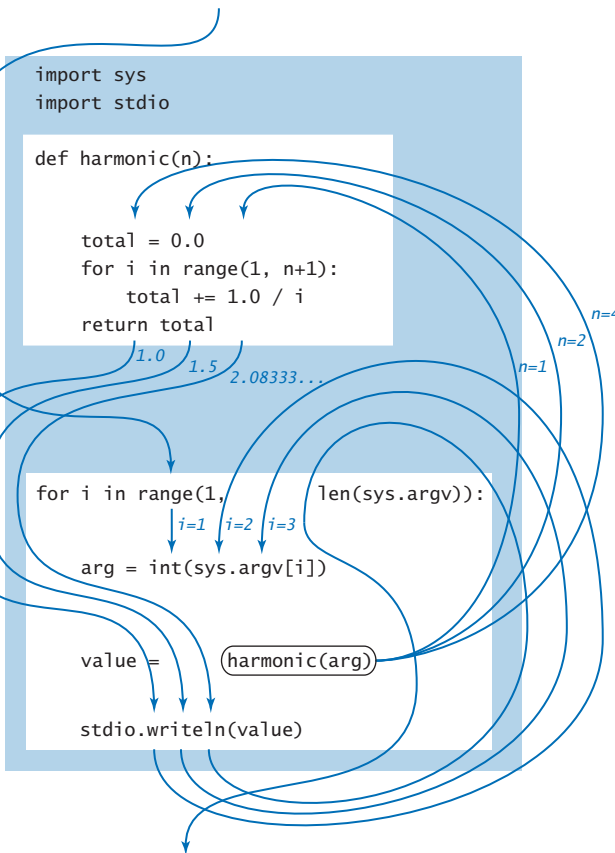 import sys
import stdio
def harmonic(n):
total = 0.0
for i in range(1, n+1):
total += 1.0 / i
return total
n=4
n=2
n=1
1.0
1.5
2.08333...
for i in range(1, len(sys.argv)):
i=1 i=2 i=3
arg = int(sys.argv[i])
value = harmonic(arg)
stdio.writeln(value)